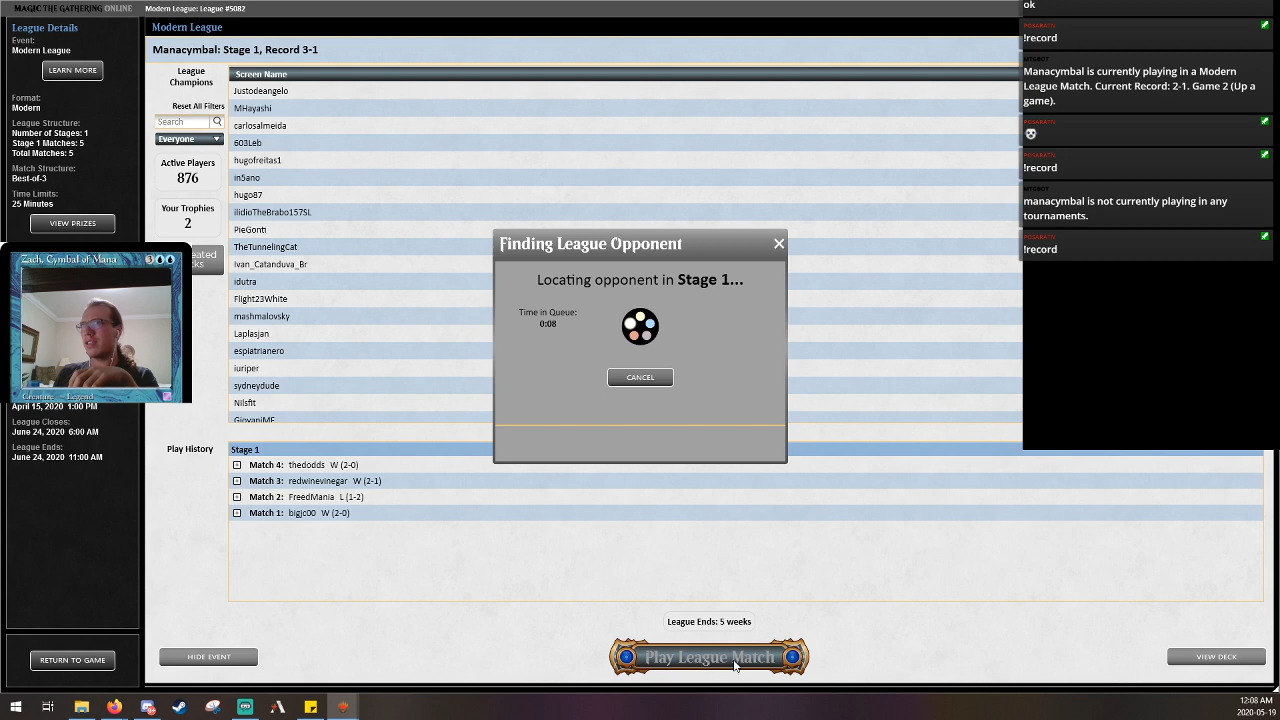 MAGIC THE GATHERING ONLINE
Modern League: League #5082
League Details
Event:
Modern League
LEARN MORE
Format:
Modern
League Structure:
Number of Stages: 1
Stage 1 Matches: 5
Total Matches: 5
Match Structure:
Best-of-3
Time Limits:
25 Minutes
VIEW PRIZES
Zach, Cymbal of Mana 3
Creature — Legend
April 15, 2020 1:00 PM
League Closes:
June 24, 2020 6:00 AM
League Ends:
June 24, 2020 11:00 AM
RETURN TO GAME
Modern League
Manacymbal: Stage 1, Record 3-1
League
Champions
Reset All Filters
Search
Everyone
Active Players
876
Your Trophies
2
Screen Name
Justodeangelo
MHayashi
carlosalmeida
603Leb
hugofreitas1
in5ano
hugo87
ilidioTheBrabo157SL
PieGonti
TheTunnelingCat
Ivan_Catanduva_Br
idutra
Flight23White
mashmalovsky
Laplasjan
espiatrianero
iuriper
sydneydude
Nilsfit
GiovaniMF
Finding League Opponent
Locating opponent in Stage 1...
Time in Queue:
0:08
CANCEL
Play History
Stage 1
Match 4: thedodds W (2-0)
Match 3: redwinevinegar W (2-1)
Match 2: FreedMania L (1-2)
Match 1: bigjc00 W (2-0)
League Ends: 5 weeks
HIDE EVENT
Play League Match
VIEW DECK
ok
!record
MTGBOT
Manacymbal is currently playing in a Modern
League Match. Current Record: 2-1. Game 2 (Up a
game).
!record
MTGBOT
manacymbal is not currently playing in any
tournaments.
!record
12:08 AM
2020-05-19